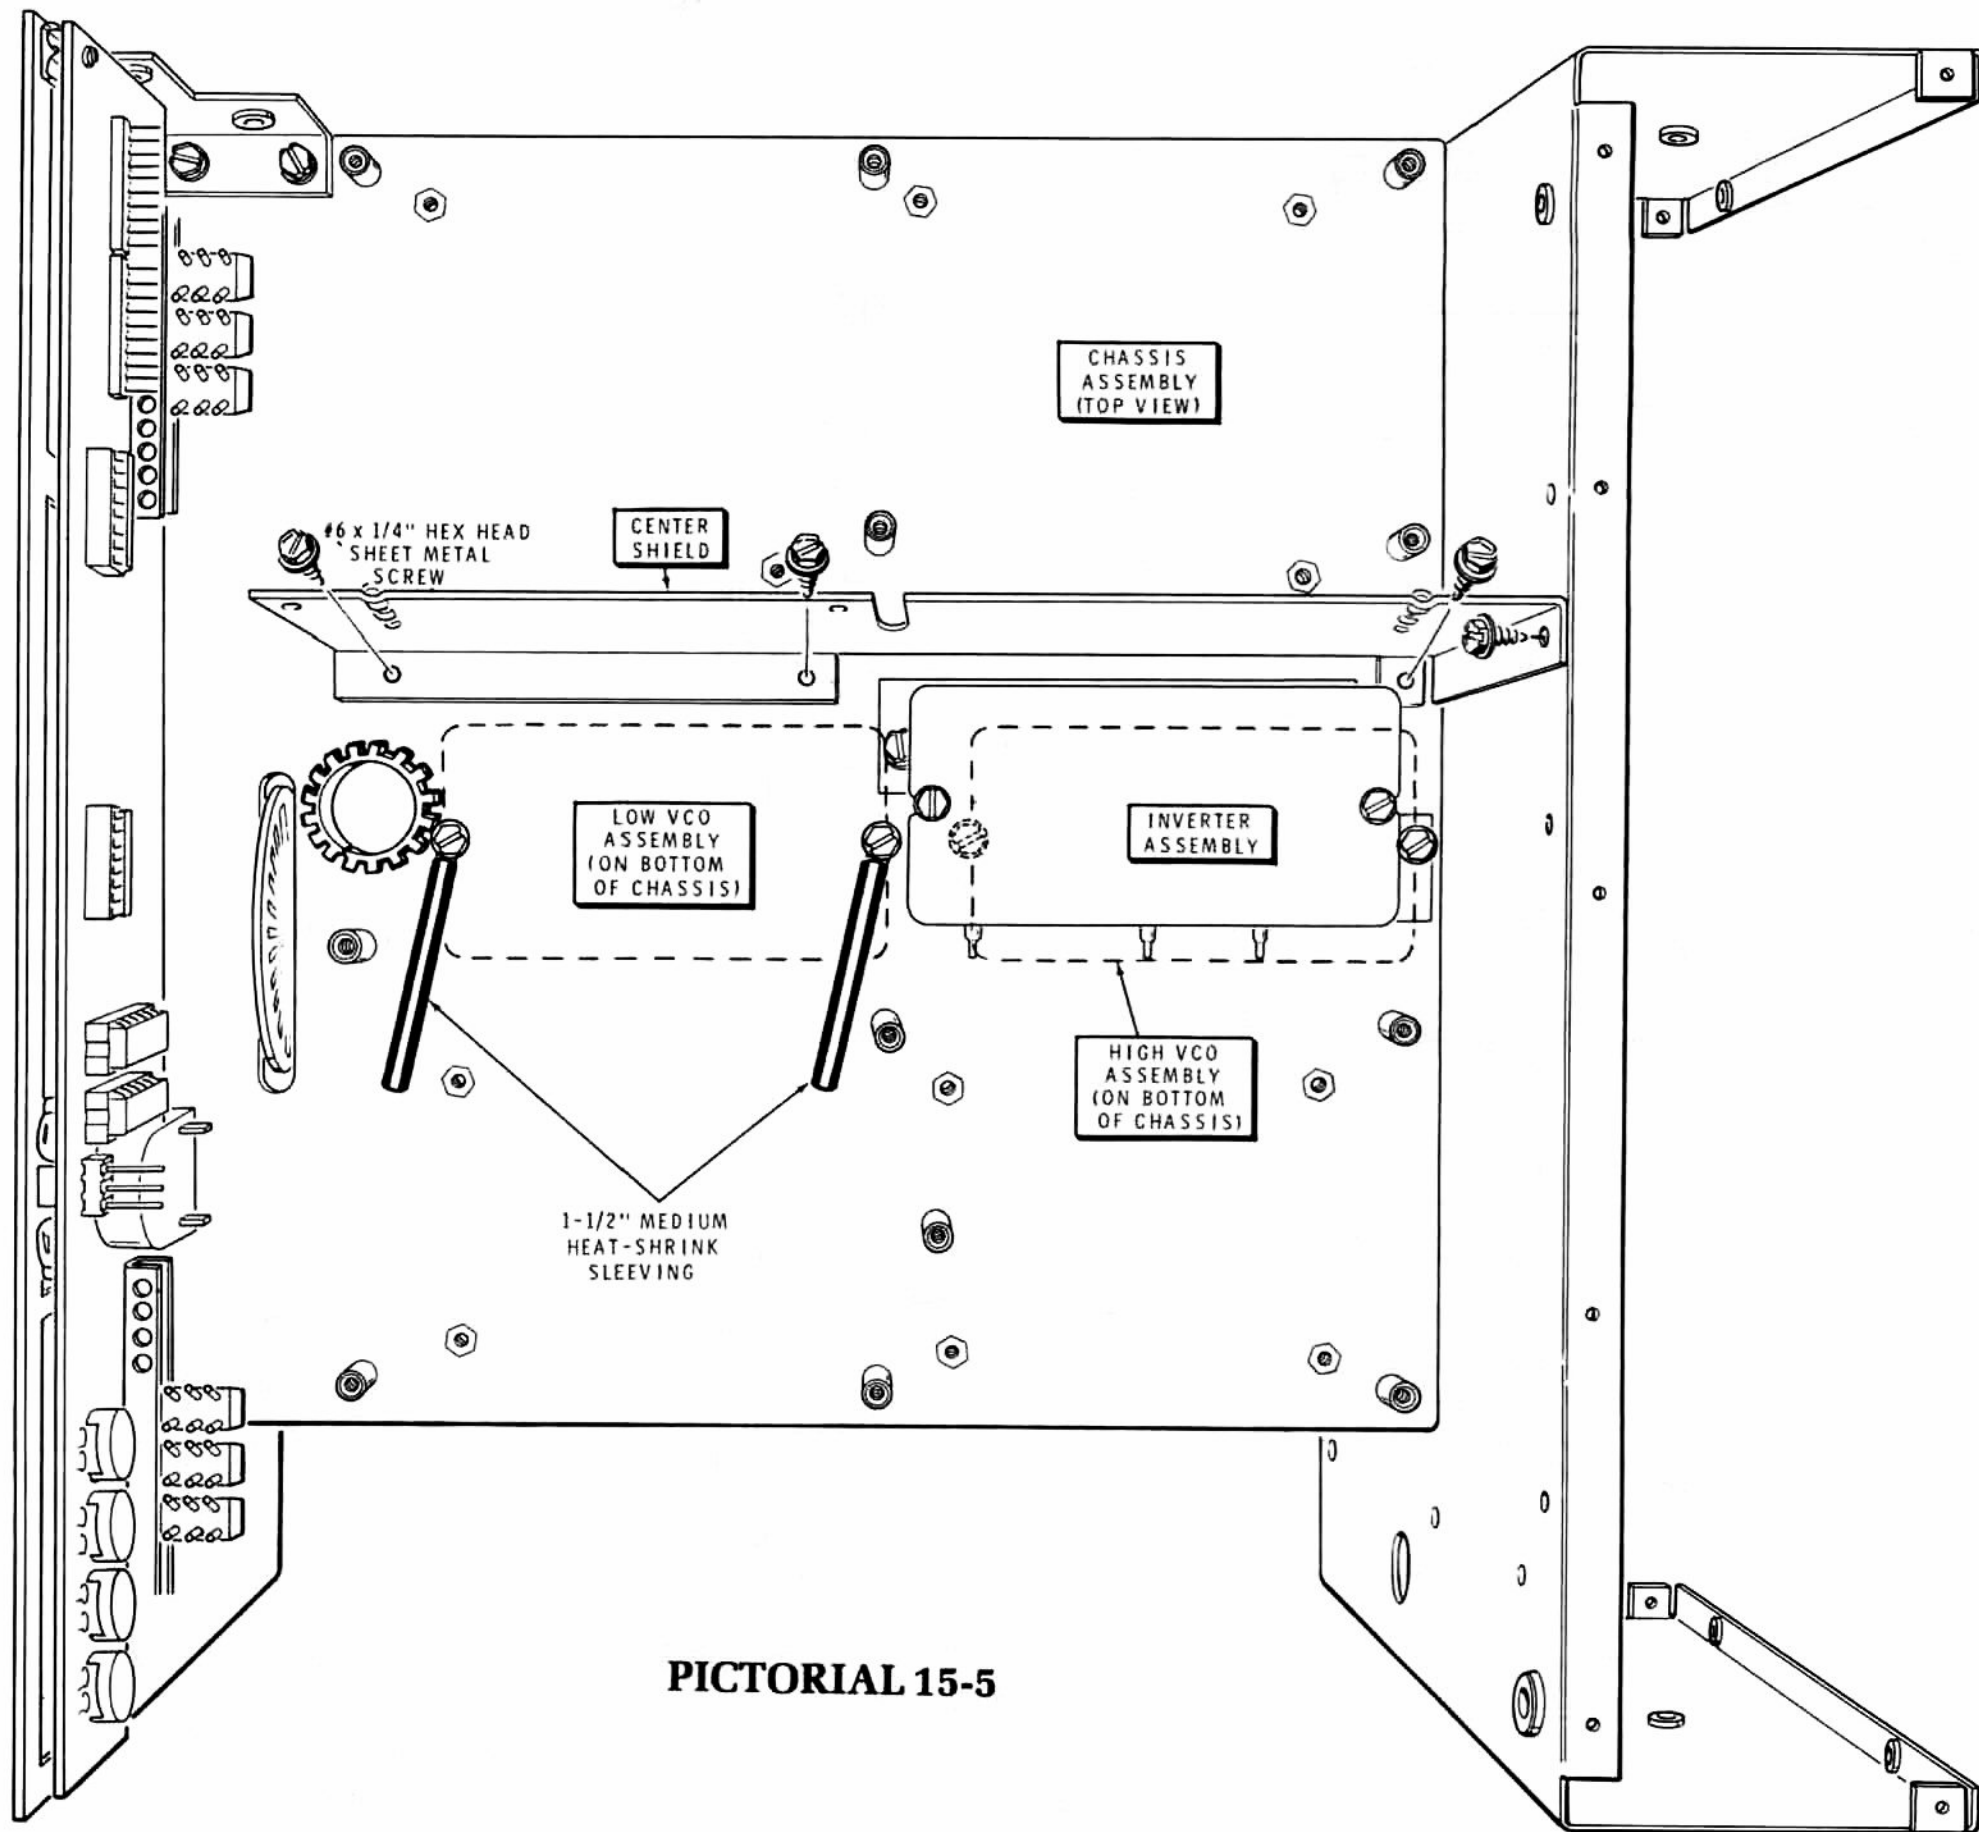 CHASSIS
ASSEMBLY
(TOP VIEW)
#6 x 1/4" HEX HEAD
SHEET METAL
SCREW
CENTER
SHIELD
LOW VCO
ASSEMBLY
(ON BOTTOM
OF CHASSIS)
INVERTER
ASSEMBLY
HIGH VCO
ASSEMBLY
(ON BOTTOM
OF CHASSIS)
1-1/2" MEDIUM
HEAT-SHRINK
SLEEVING
PICTORIAL 15-5